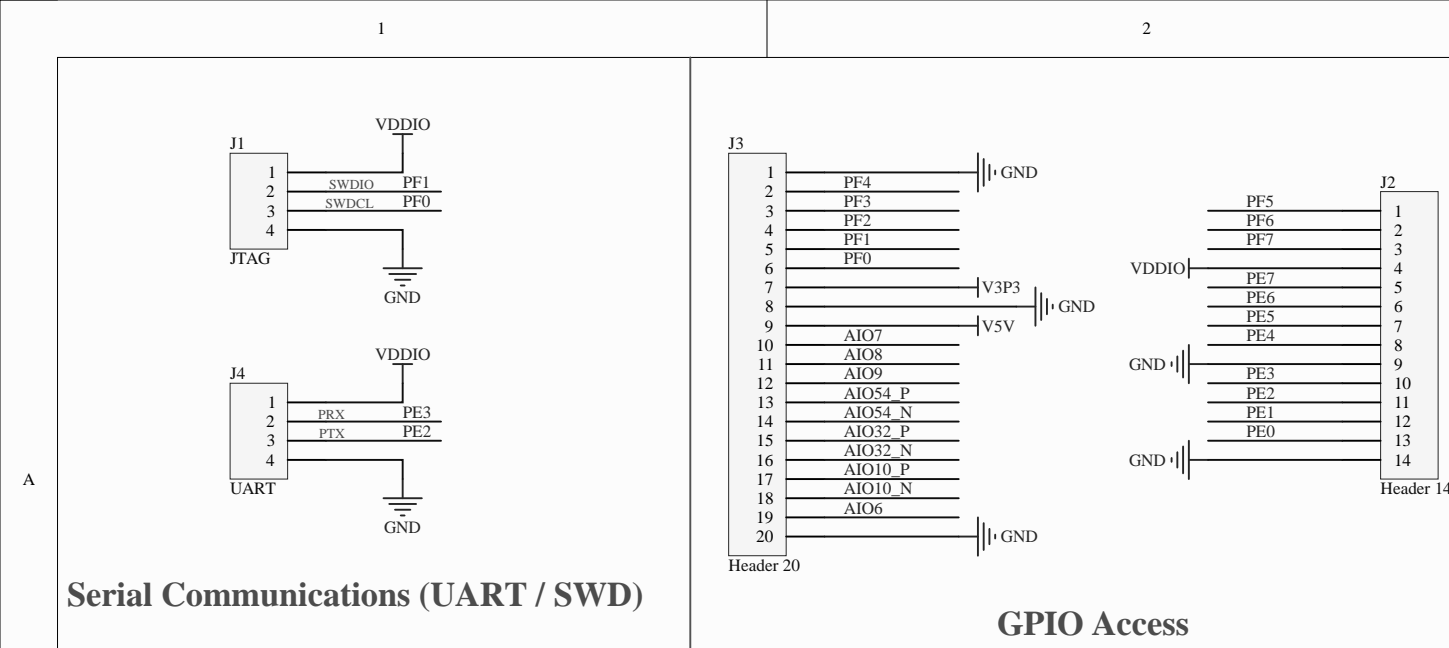 1
2
A
VDDIO
J1
1
2 SWDIO PF1
3 SWDCL PF0
4
JTAG
GND
VDDIO
J4
1
2 PRX PE3
3 PTX PE2
4
UART
GND
Serial Communications (UART / SWD)
J3
1 GND
2 PF4
3 PF3
4 PF2
5 PF1
6 PF0
7 V3P3
8 GND
9 V5V
10 AIO7
11 AIO8
12 AIO9
13 AIO54_P
14 AIO54_N
15 AIO32_P
16 AIO32_N
17 AIO10_P
18 AIO10_N
19 AIO6
20 GND
Header 20
J2
PF5 1
PF6 2
PF7 3
VDDIO 4
PE7 5
PE6 6
PE5 7
PE4 8
GND 9
PE3 10
PE2 11
PE1 12
PE0 13
GND 14
Header 14
GPIO Access